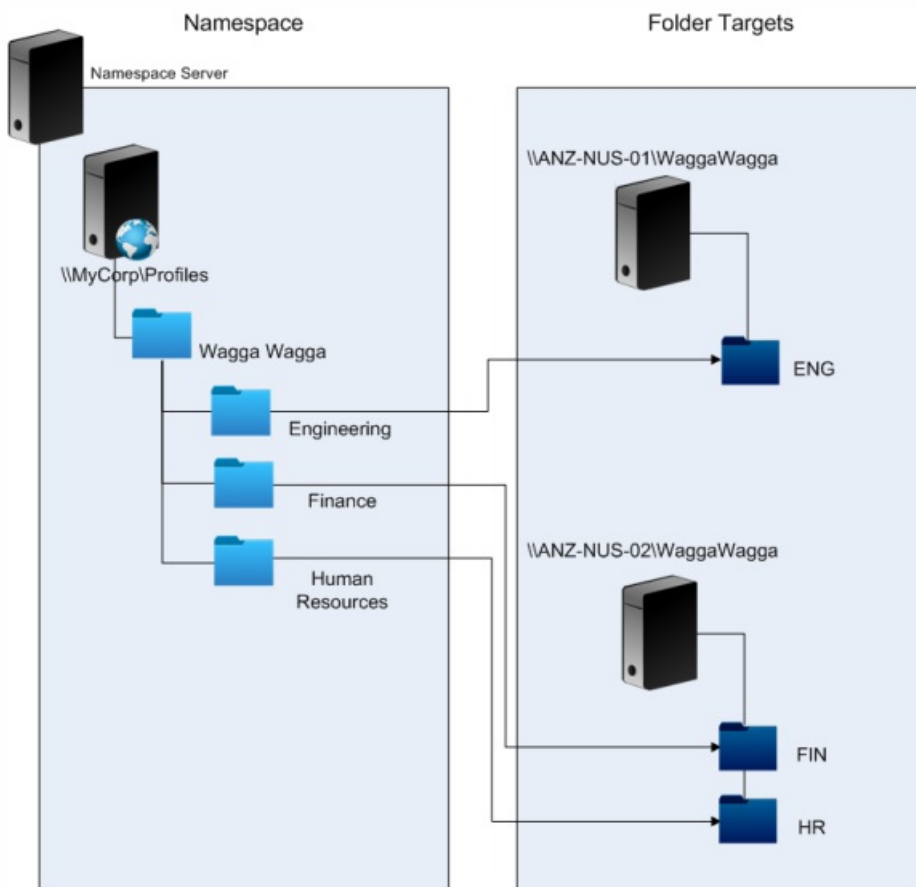 Namespace
Folder Targets
Namespace Server
\\MyCorp\Profiles
Wagga Wagga
Engineering
Finance
Human
Resources
\\ANZ-NUS-01\WaggaWagga
ENG
\\ANZ-NUS-02\WaggaWagga
FIN
HR